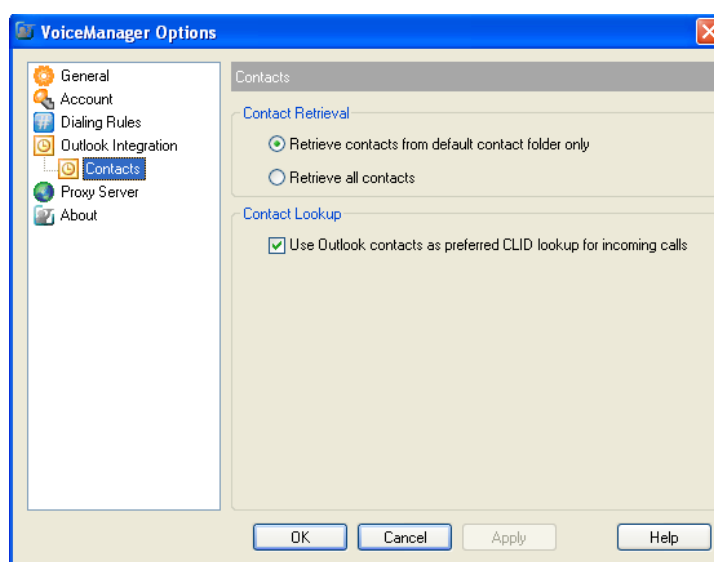 VoiceManager Options
General
Account
Dialing Rules
Outlook Integration
Contacts
Proxy Server
About
Contacts
Contact Retrieval
Retrieve contacts from default contact folder only
Retrieve all contacts
Contact Lookup
Use Outlook contacts as preferred CLID lookup for incoming calls
OK
Cancel
Apply
Help